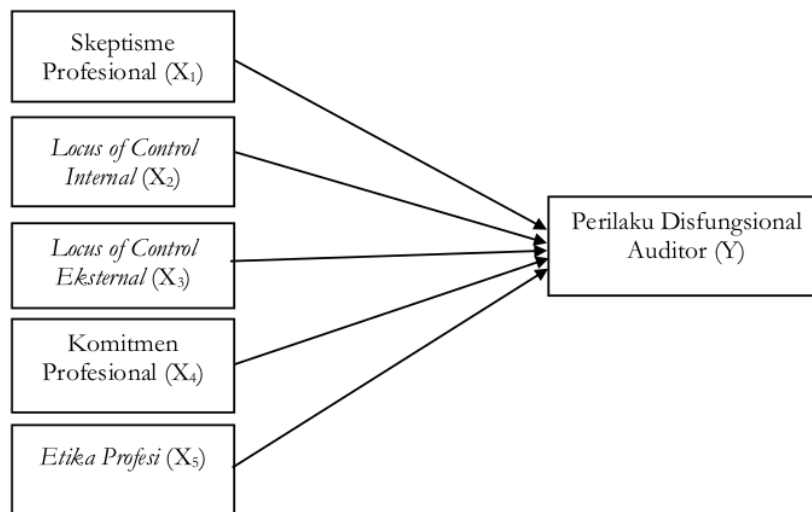 Skeptisme
Profesional (X₁)
Locus of Control
Internal (X₂)
Locus of Control
Eksternal (X₃)
Komitmen
Profesional (X₄)
Etika Profesi (X₅)
Perilaku Disfungsional
Auditor (Y)